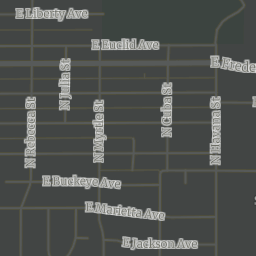 E Liberty Ave
E Euclid Ave
E Frede
N Julia St
N Rebecca St
N Myrtle St
N Cuba St
N Havana St
E Buckeye Ave
E Marietta Ave
E Jackson Ave